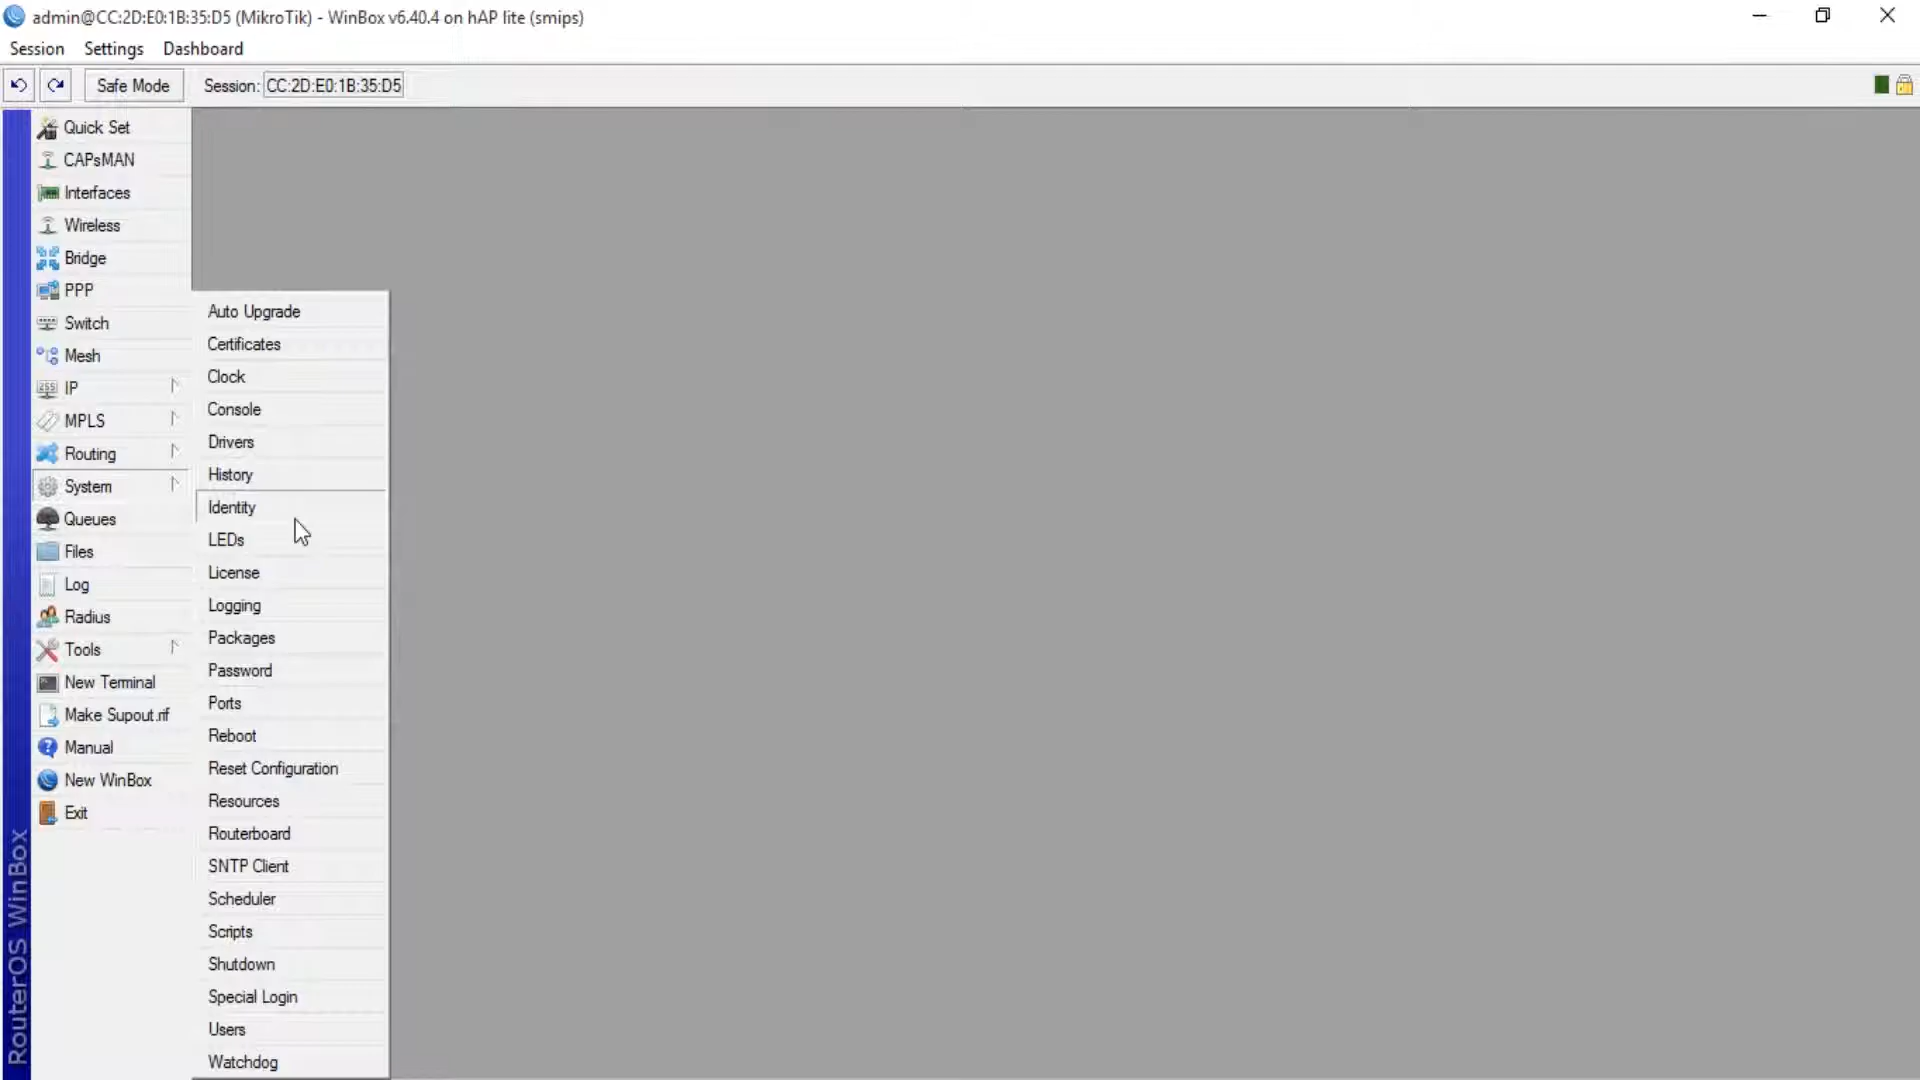 admin@CC:2D:E0:1B:35:D5 (MikroTik) - WinBox v6.40.4 on hAP lite (smips)
Session Settings Dashboard
Safe Mode Session: CC:2D:E0:1B:35:D5
Quick Set
CAPsMAN
Interfaces
Wireless
Bridge
PPP
Switch
Mesh
255 IP
MPLS
Routing
System
Queues
Files
Log
Radius
Tools
New Terminal
Make Supout.rif
Manual
New WinBox
Exit
Auto Upgrade
Certificates
Clock
Console
Drivers
History
Identity
LEDs
License
Logging
Packages
Password
Ports
Reboot
Reset Configuration
Resources
Routerboard
SNTP Client
Scheduler
Scripts
Shutdown
Special Login
Users
Watchdog
RouterOS WinBox